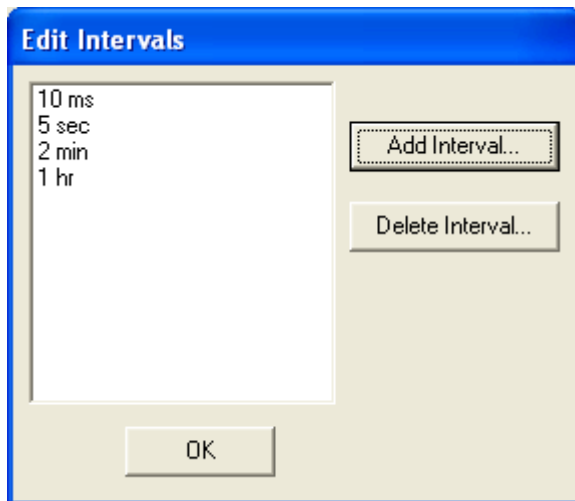 Edit Intervals
10 ms
5 sec
2 min
1 hr
Add Interval...
Delete Interval...
OK